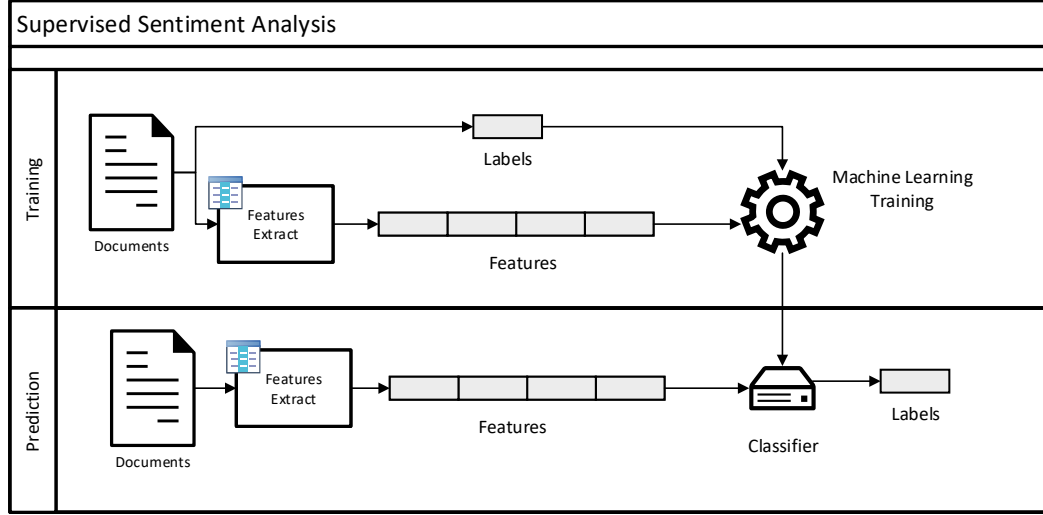 Supervised Sentiment Analysis
Training
Documents
Features
Extract
Labels
Features
Machine Learning
Training
Prediction
Documents
Features
Extract
Features
Classifier
Labels